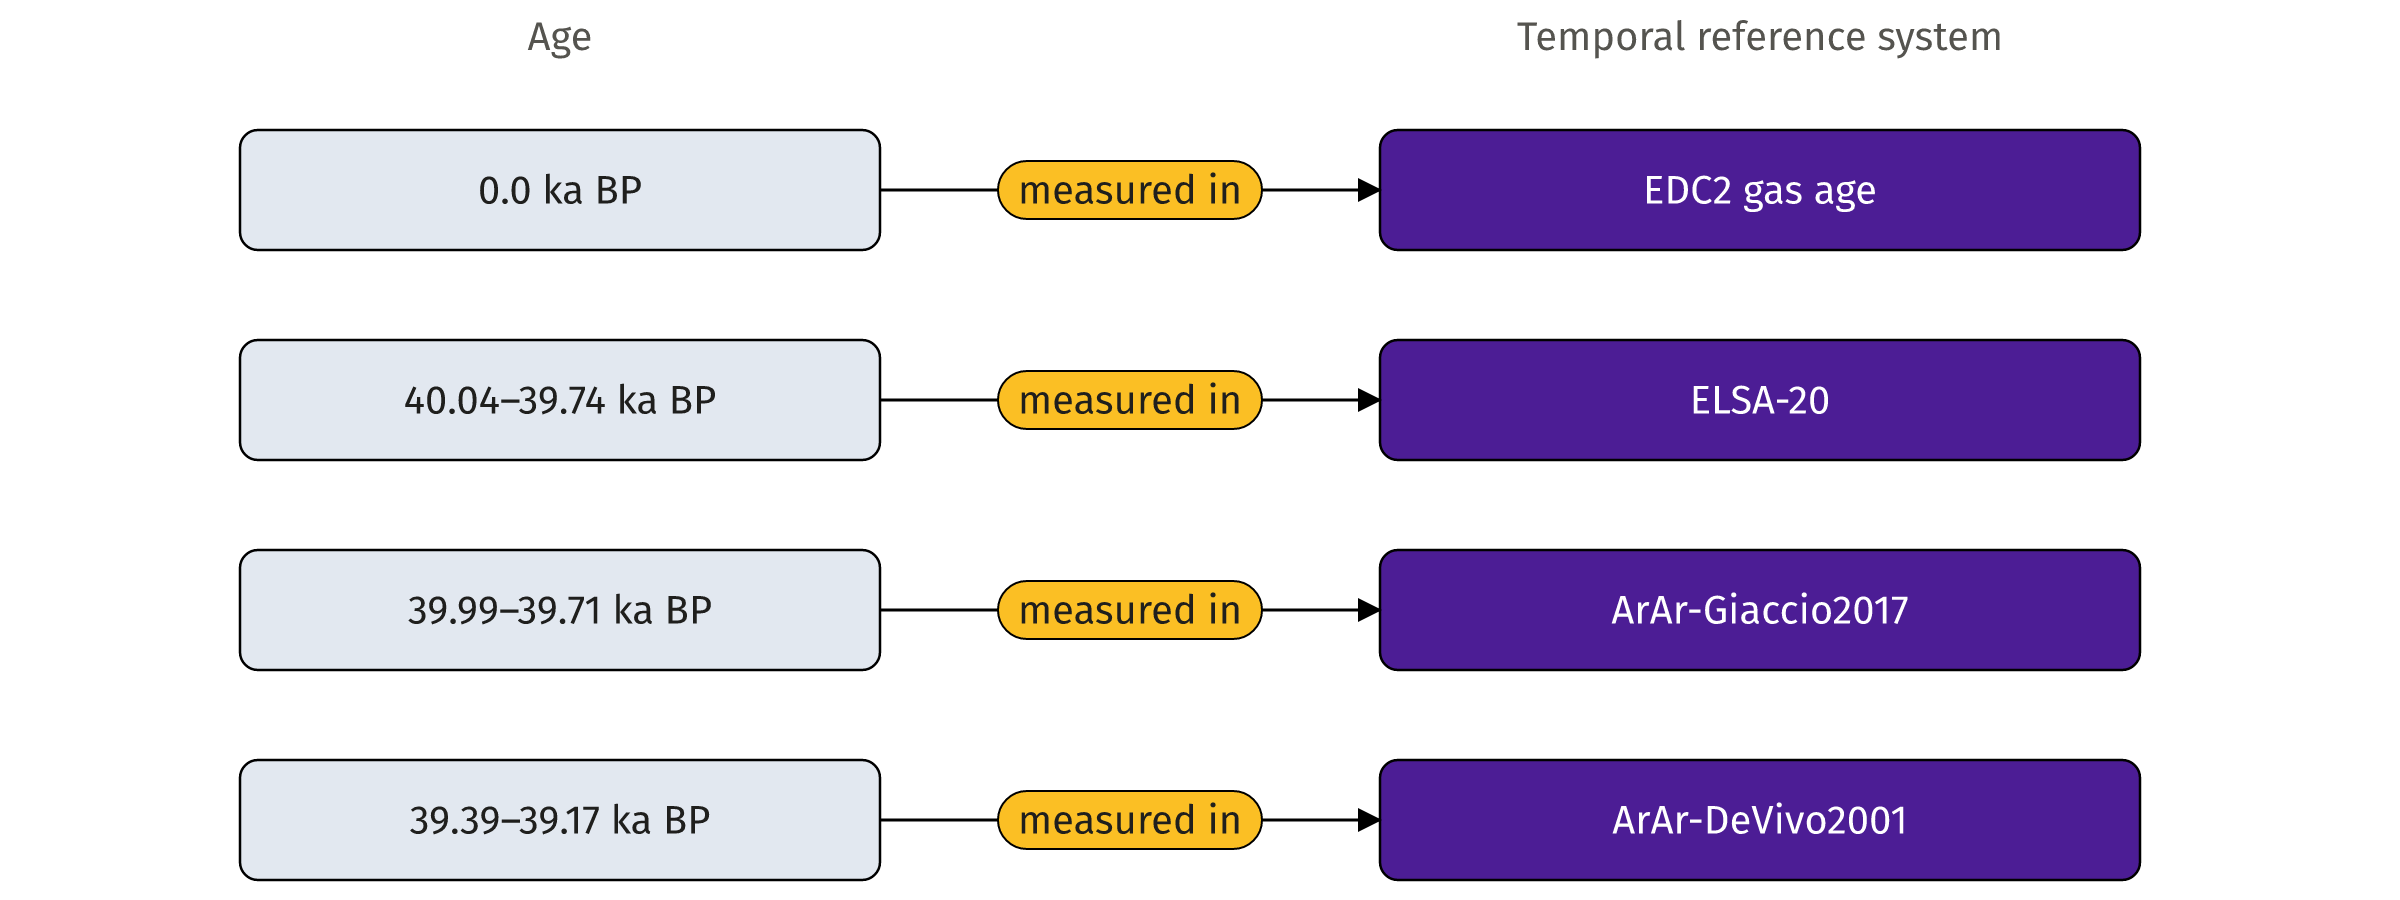 Age
Temporal reference system
0.0 ka BP
measured in
EDC2 gas age
40.04–39.74 ka BP
measured in
ELSA-20
39.99–39.71 ka BP
measured in
ArAr-Giaccio2017
39.39–39.17 ka BP
measured in
ArAr-DeVivo2001